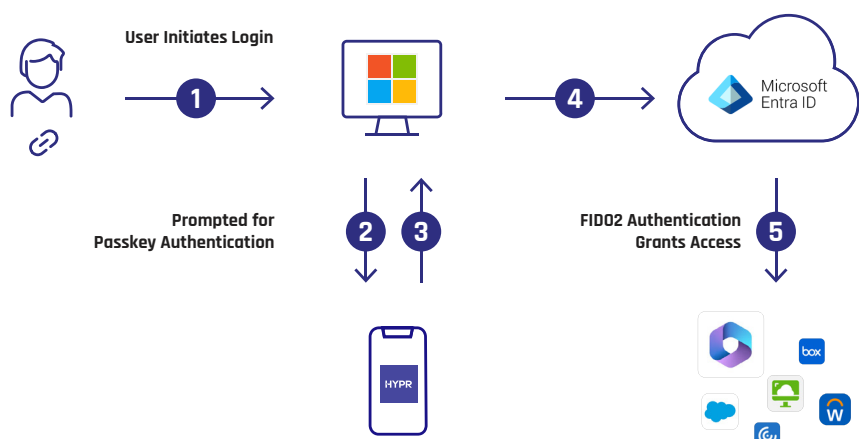 User Initiates Login
1
4
Microsoft
Entra ID
Prompted for
Passkey Authentication
2
3
FIDO2 Authentication
Grants Access
5
HYPR
box
W